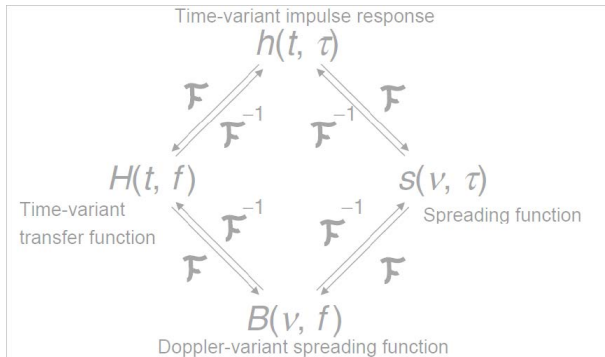 Time-variant impulse response
h(t, τ)
F F
F⁻¹ F⁻¹
H(t, f) s(ν, τ)
Time-variant
transfer function
Spreading function
F⁻¹ F⁻¹
F F
B(ν, f)
Doppler-variant spreading function